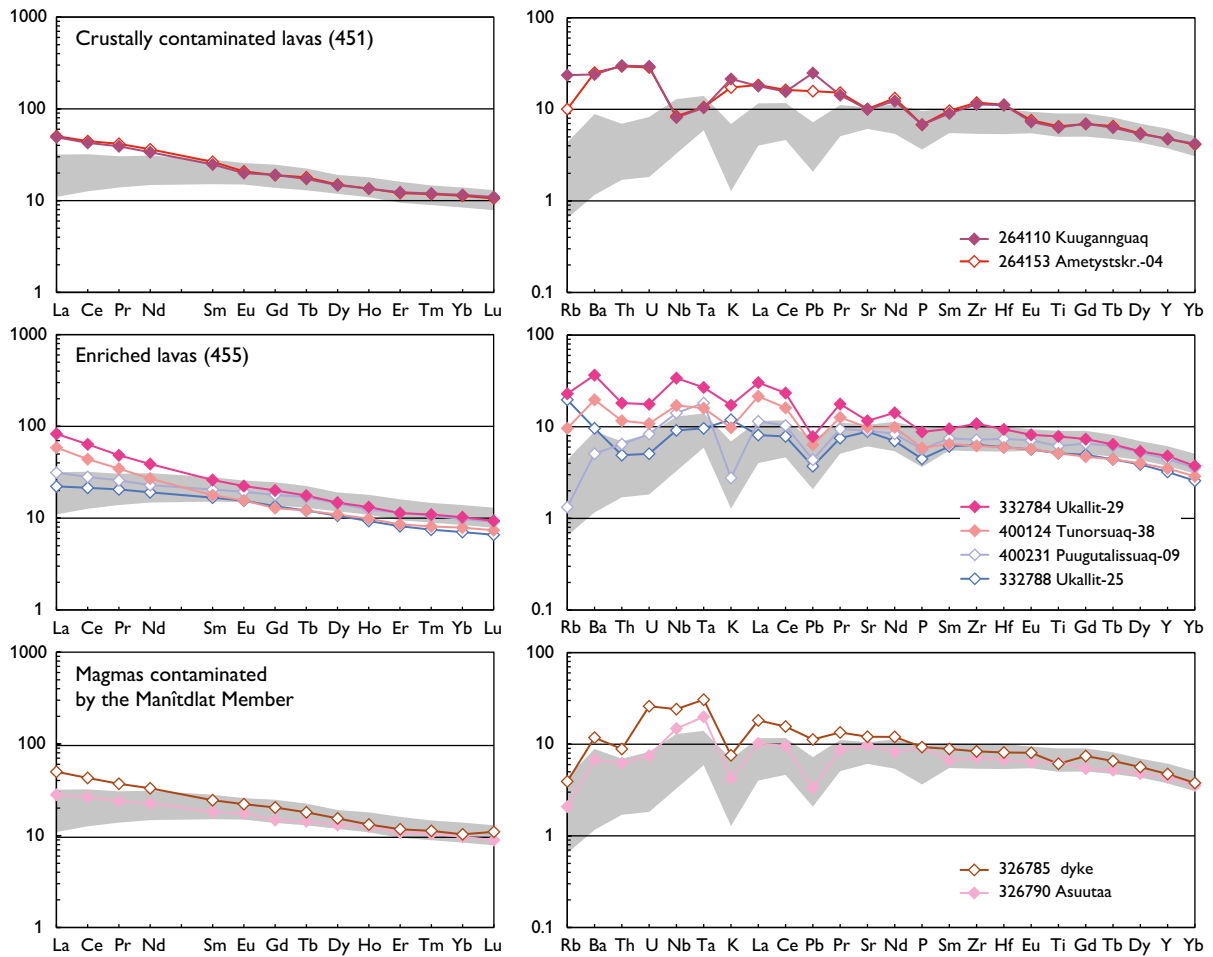 1000
100
10
1
Crustally contaminated lavas (451)
La Ce Pr Nd Sm Eu Gd Tb Dy Ho Er Tm Yb Lu
100
10
1
0.1
264110 Kuugannguaq
264153 Ametystskr.-04
Rb Ba Th U Nb Ta K La Ce Pb Pr Sr Nd P Sm Zr Hf Eu Ti Gd Tb Dy Y Yb
1000
100
10
1
Enriched lavas (455)
La Ce Pr Nd Sm Eu Gd Tb Dy Ho Er Tm Yb Lu
100
10
1
0.1
332784 Ukallit-29
400124 Tunorsuaq-38
400231 Puugutalissuaq-09
332788 Ukallit-25
Rb Ba Th U Nb Ta K La Ce Pb Pr Sr Nd P Sm Zr Hf Eu Ti Gd Tb Dy Y Yb
1000
100
10
1
Magmas contaminated
by the Manîtdlat Member
La Ce Pr Nd Sm Eu Gd Tb Dy Ho Er Tm Yb Lu
100
10
1
0.1
326785 dyke
326790 Asuutaa
Rb Ba Th U Nb Ta K La Ce Pb Pr Sr Nd P Sm Zr Hf Eu Ti Gd Tb Dy Y Yb